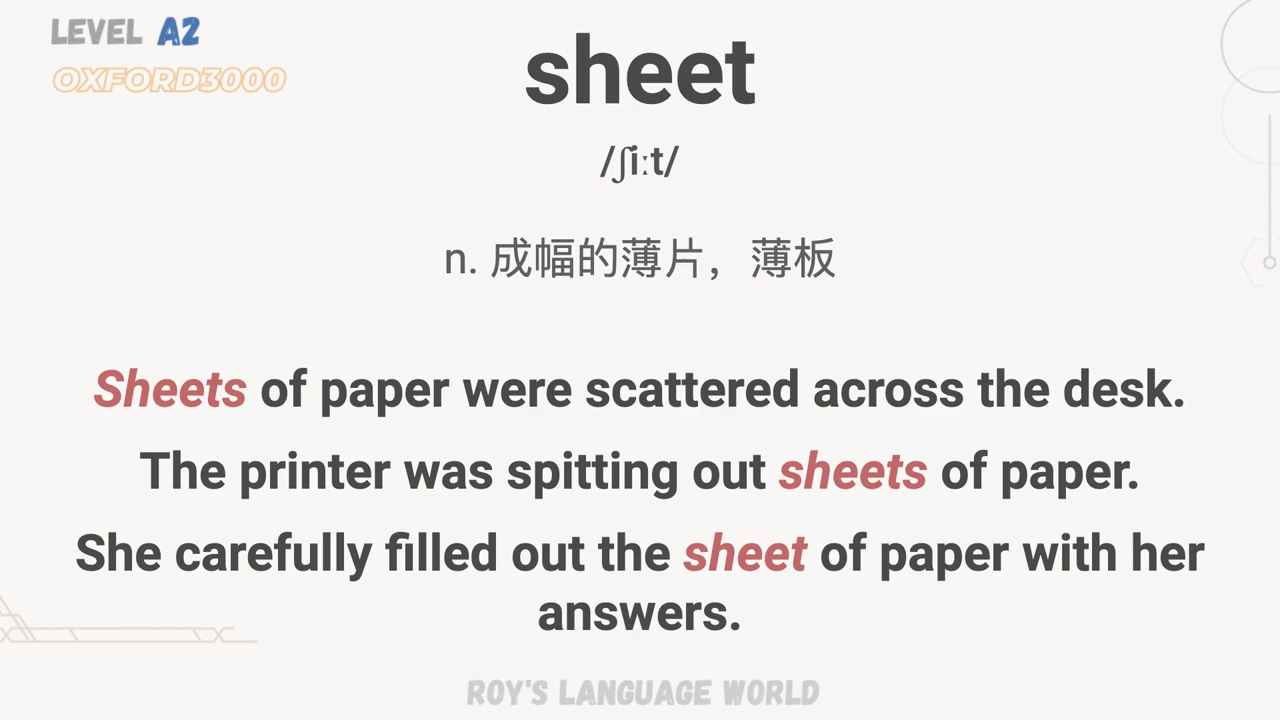 LEVEL A2
OXFORD3000
sheet
/ʃiːt/
n. 成幅的薄片，薄板
Sheets of paper were scattered across the desk.
The printer was spitting out sheets of paper.
She carefully filled out the sheet of paper with her
answers.
ROY'S LANGUAGE WORLD